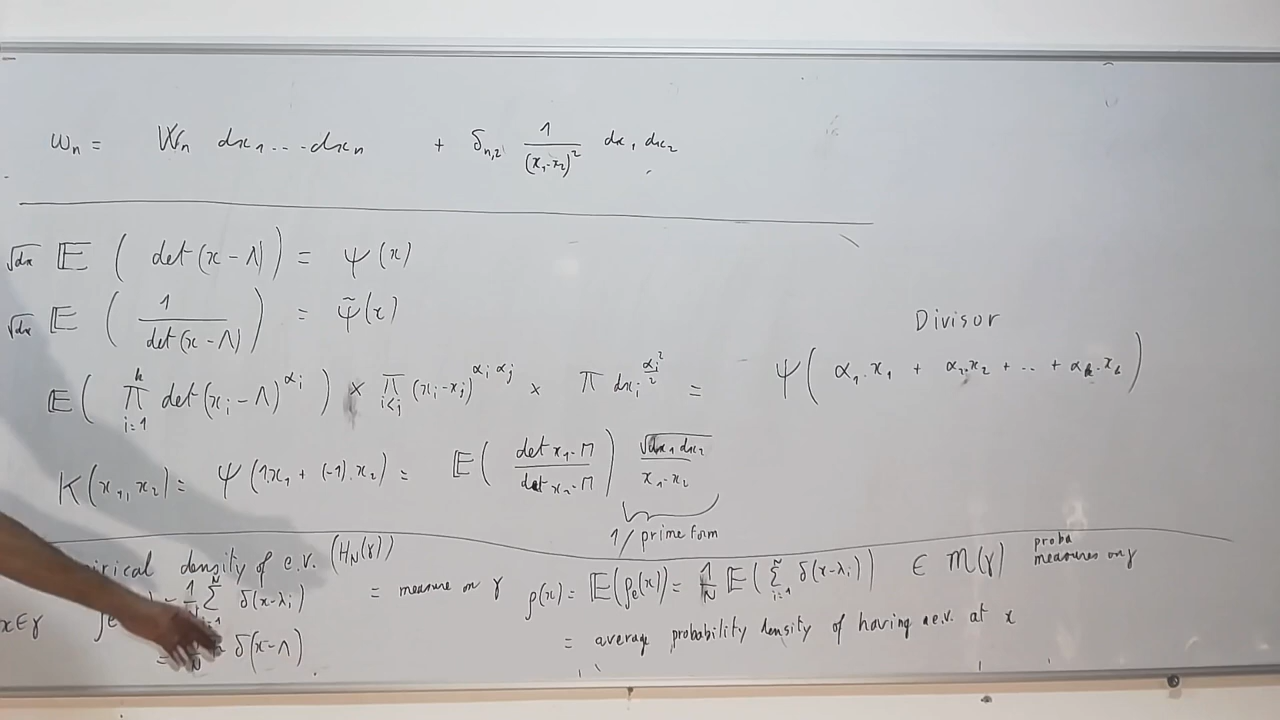 ω_n = W_n dx_1 ... dx_n + δ_{n,2} 1/(x_1-x_2)^2 dx_1 dx_2
√dx 𝔼 ( det(x-Λ) ) = ψ(x)
√dx 𝔼 ( 1/det(x-Λ) ) = ψ̃(x)
Divisor
𝔼 ( ∏_{i=1}^{k} det(x_i-Λ)^{α_i} ) × ∏_{i<j} (x_i-x_j)^{α_i α_j} × ∏ dx_i^{α_i^2/2} = ψ( α_1.x_1 + α_2.x_2 + .. + α_k.x_k )
K(x_1, x_2) = ψ(1.x_1 + (-1).x_2) = 𝔼 ( det x_1-M / det x_2-M ) √dx_1 dx_2 / x_1-x_2
1/prime form
density of e.v. (H_N(γ))
x∈γ 1/N Σ δ(x-λ_i) = measure on γ ρ(x) = 𝔼(ρ_e(x)) = 1/N 𝔼( Σ_{i=1}^{N} δ(x-λ_i) ) ∈ M(γ) proba measures on γ
= δ(x-Λ) = average probability density of having a e.v. at x